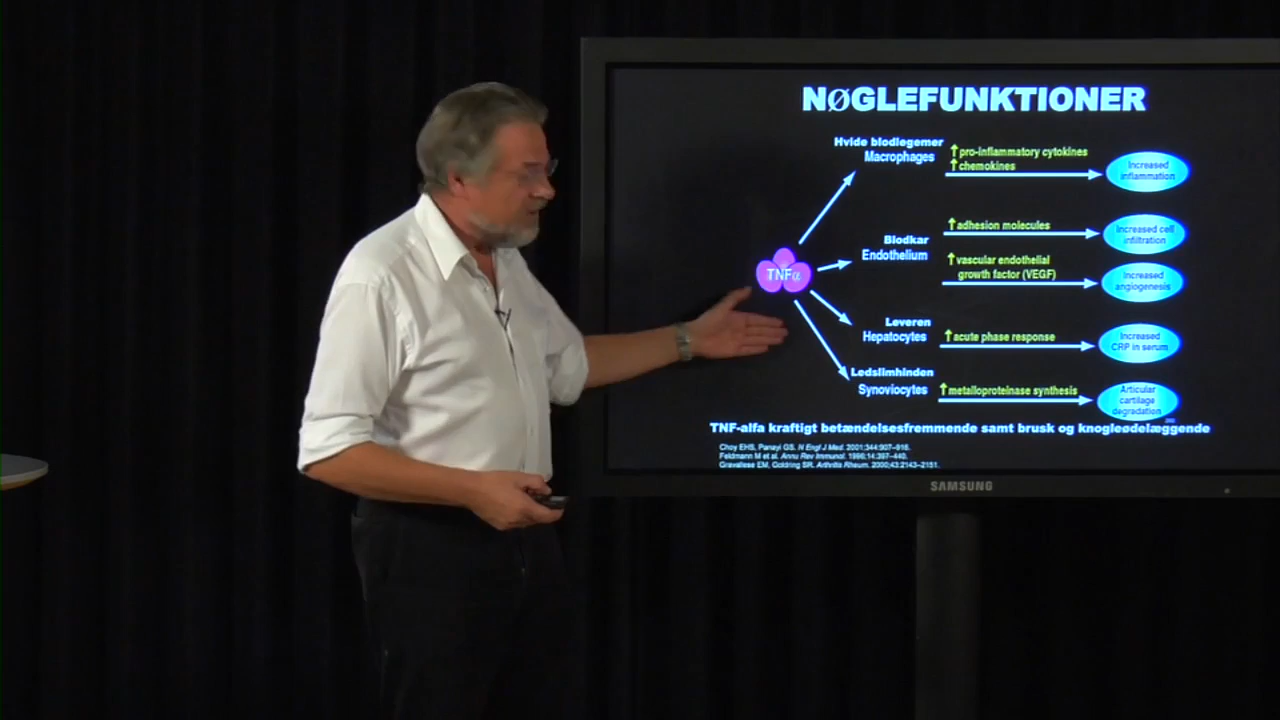 NØGLEFUNKTIONER
Hvide blodlegemer
Macrophages
↑pro-inflammatory cytokines
↑chemokines
Increased
inflammation
TNFα
Blodkar
Endothelium
↑adhesion molecules
Increased cell
infiltration
↑vascular endothelial
growth factor (VEGF)
Increased
angiogenesis
Leveren
Hepatocytes
↑acute phase response
Increased
CRP in serum
Ledslimhinden
Synoviocytes
↑metalloproteinase synthesis
Articular
cartilage
degradation
TNF-alfa kraftigt betændelsesfremmende samt brusk og knogleødelæggende
Choy EHS, Panayi GS. N Engl J Med. 2001;344:907–916.
Feldmann M et al. Annu Rev Immunol. 1996;14:397–440.
Gravallese EM, Goldring SR. Arthritis Rheum. 2000;43:2143–2151.
SAMSUNG